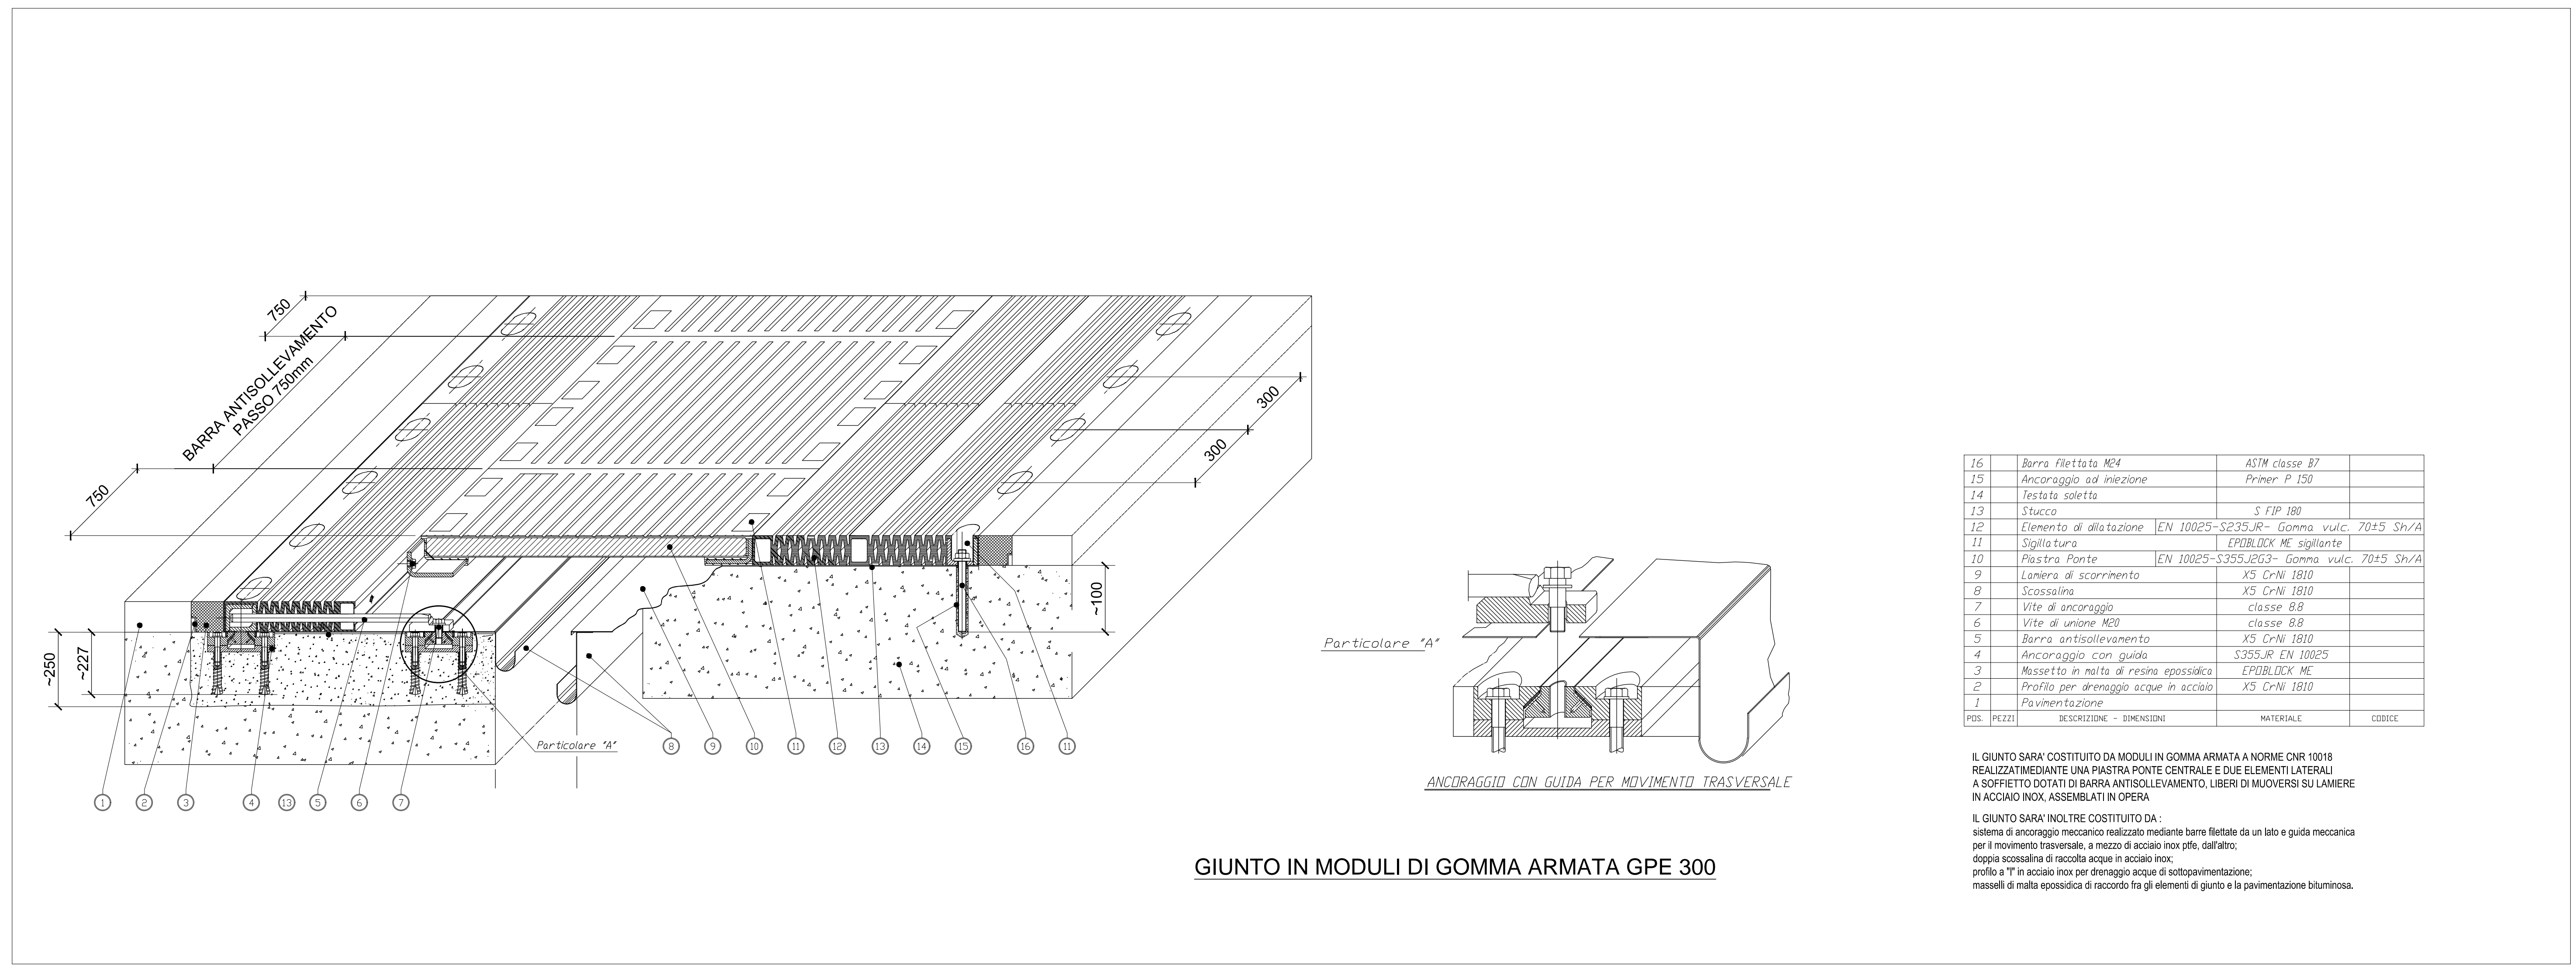 750
BARRA ANTISOLLEVAMENTO
PASSO 750mm
750
300
300
~100
~250
~227
Particolare "A"
8
9
10
11
12
13
14
15
16
11
1
2
3
4
13
5
6
7
Particolare "A"
ANCORAGGIO CON GUIDA PER MOVIMENTO TRASVERSALE
GIUNTO IN MODULI DI GOMMA ARMATA GPE 300
16 Barra filettata M24 ASTM classe B7
15 Ancoraggio ad iniezione Primer P 150
14 Testata soletta
13 Stucco S FIP 180
12 Elemento di dilatazione EN 10025-S235JR- Gomma vulc. 70±5 Sh/A
11 Sigillatura EPOBLOCK ME sigillante
10 Piastra Ponte EN 10025-S355J2G3- Gomma vulc. 70±5 Sh/A
9 Lamiera di scorrimento X5 CrNi 1810
8 Scossalina X5 CrNi 1810
7 Vite di ancoraggio classe 8.8
6 Vite di unione M20 classe 8.8
5 Barra antisollevamento X5 CrNi 1810
4 Ancoraggio con guida S355JR EN 10025
3 Massetto in malta di resina epossidica EPOBLOCK ME
2 Profilo per drenaggio acque in acciaio X5 CrNi 1810
1 Pavimentazione
POS. PEZZI DESCRIZIONE - DIMENSIONI MATERIALE CODICE
IL GIUNTO SARA' COSTITUITO DA MODULI IN GOMMA ARMATA A NORME CNR 10018
REALIZZATIMEDIANTE UNA PIASTRA PONTE CENTRALE E DUE ELEMENTI LATERALI
A SOFFIETTO DOTATI DI BARRA ANTISOLLEVAMENTO, LIBERI DI MUOVERSI SU LAMIERE
IN ACCIAIO INOX, ASSEMBLATI IN OPERA
IL GIUNTO SARA' INOLTRE COSTITUITO DA :
sistema di ancoraggio meccanico realizzato mediante barre filettate da un lato e guida meccanica
per il movimento trasversale, a mezzo di acciaio inox ptfe, dall'altro;
doppia scossalina di raccolta acque in acciaio inox;
profilo a "l" in acciaio inox per drenaggio acque di sottopavimentazione;
masselli di malta epossidica di raccordo fra gli elementi di giunto e la pavimentazione bituminosa.